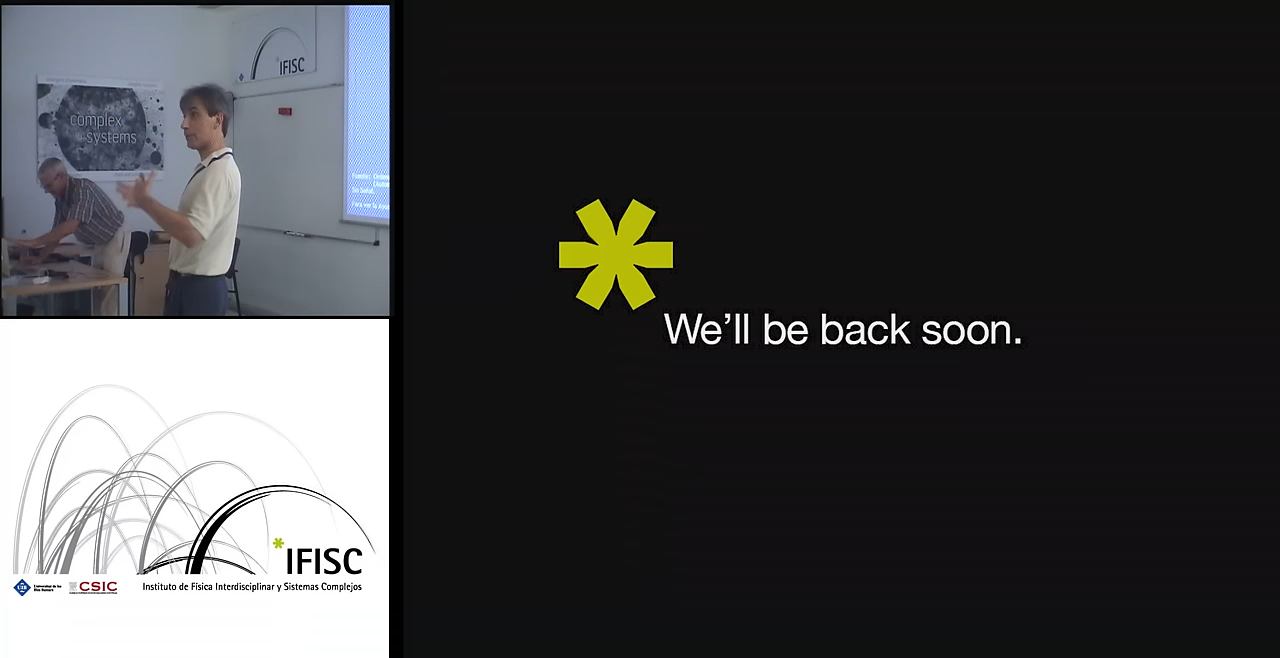 IFISC
complex
systems
We'll be back soon.
*IFISC
CSIC
Instituto de Física Interdisciplinar y Sistemas Complejos